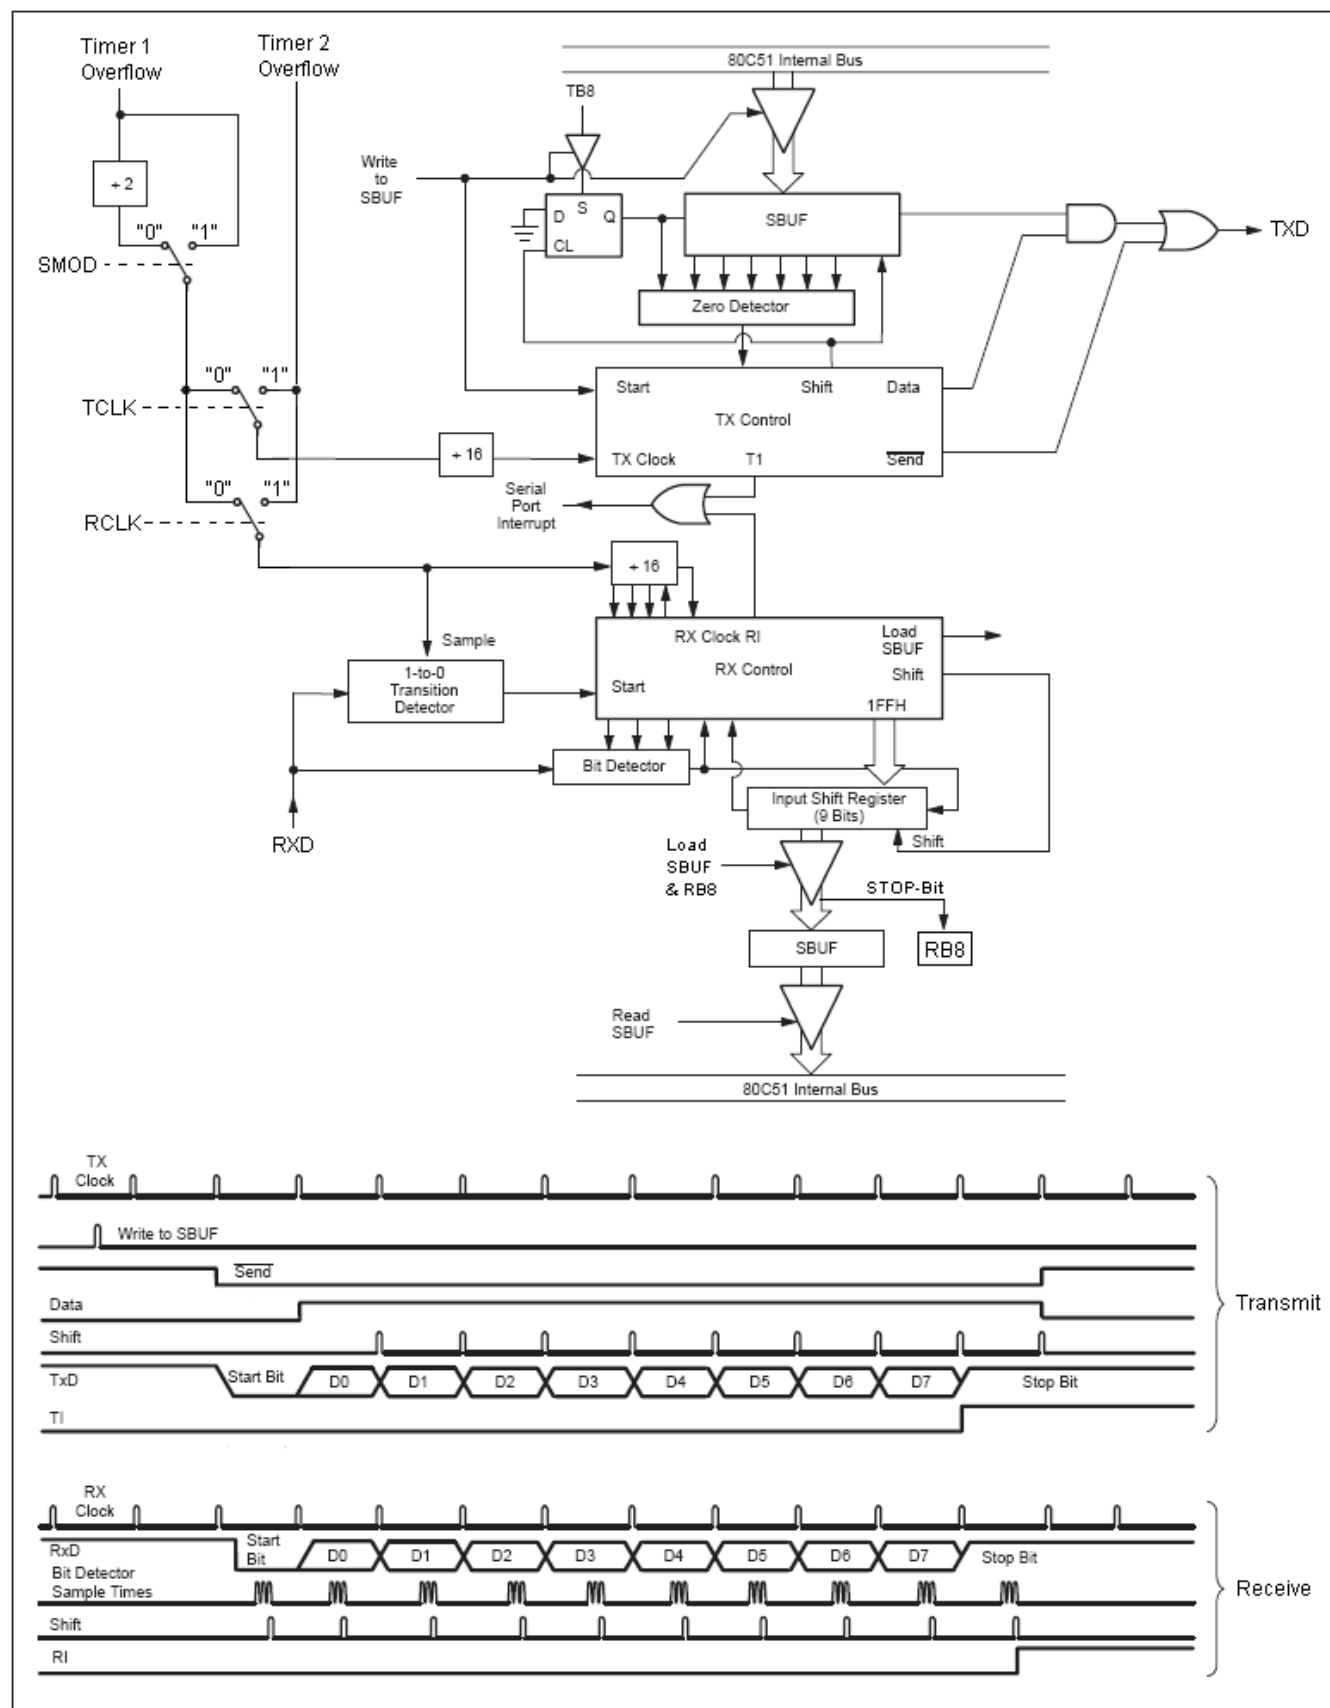 Timer 1
Overflow
Timer 2
Overflow
80C51 Internal Bus
TB8
Write
to
SBUF
÷ 2
S
D
Q
CL
SBUF
TXD
"0"
"1"
SMOD
Zero Detector
"0"
"1"
TCLK
Start
Shift
Data
TX Control
÷ 16
TX Clock
T1
Send
"0"
"1"
RCLK
Serial
Port
Interrupt
÷ 16
Sample
RX Clock RI
Load
SBUF
RX Control
Shift
Start
1FFH
1-to-0
Transition
Detector
Bit Detector
Input Shift Register
(9 Bits)
RXD
Shift
Load
SBUF
& RB8
STOP-Bit
SBUF
RB8
Read
SBUF
80C51 Internal Bus
TX
Clock
Write to SBUF
Send
Data
Transmit
Shift
TxD
Start Bit
D0
D1
D2
D3
D4
D5
D6
D7
Stop Bit
TI
RX
Clock
RxD
Start
Bit
D0
D1
D2
D3
D4
D5
D6
D7
Stop Bit
Bit Detector
Sample Times
Receive
Shift
RI